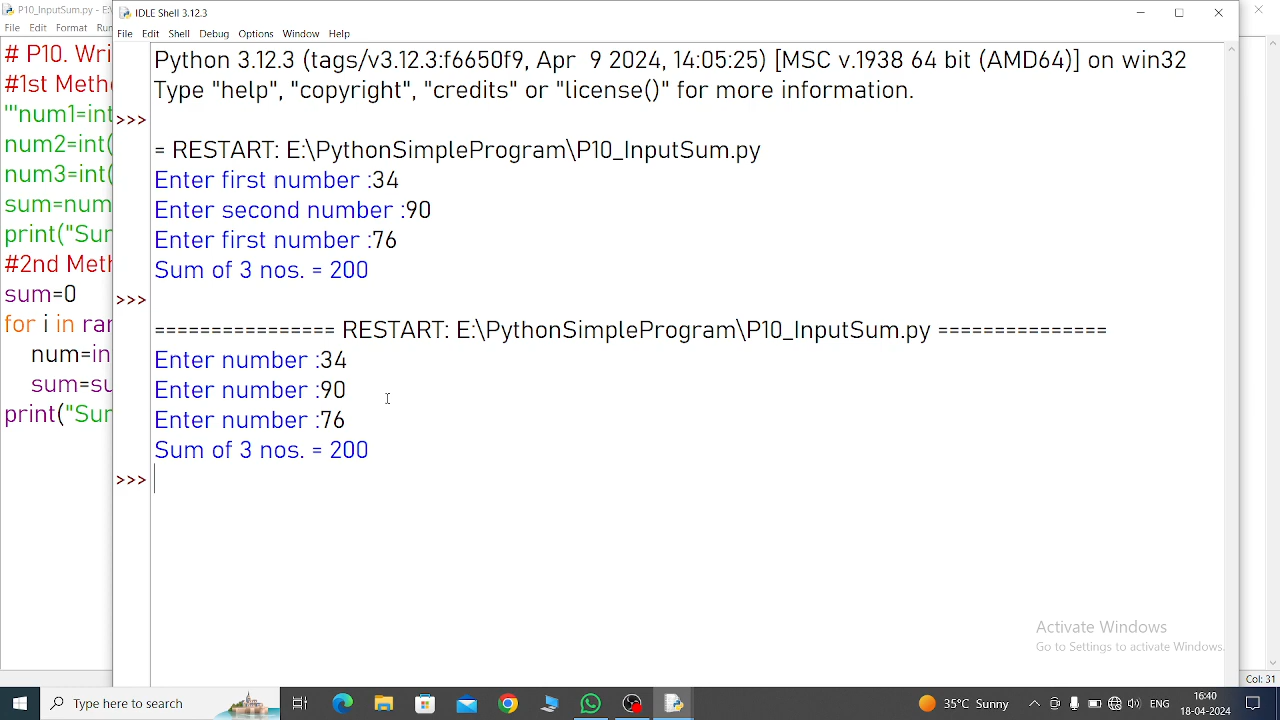 P10_InputSum.py - E:\
File Edit Format Run
# P10. Wri
#1st Meth
'''num1=int
num2=int(
num3=int(
sum=num
print("Sum
#2nd Meth
sum=0
for i in ran
num=in
sum=su
print("Sum
IDLE Shell 3.12.3
File Edit Shell Debug Options Window Help
Python 3.12.3 (tags/v3.12.3:f6650f9, Apr  9 2024, 14:05:25) [MSC v.1938 64 bit (AMD64)] on win32
Type "help", "copyright", "credits" or "license()" for more information.
>>>
= RESTART: E:\PythonSimpleProgram\P10_InputSum.py
Enter first number :34
Enter second number :90
Enter first number :76
Sum of 3 nos. = 200
>>>
================ RESTART: E:\PythonSimpleProgram\P10_InputSum.py ===============
Enter number :34
Enter number :90
Enter number :76
Sum of 3 nos. = 200
>>>
Activate Windows
Go to Settings to activate Windows.
Col: 31
Type here to search
35°C Sunny
ENG
16:40
18-04-2024